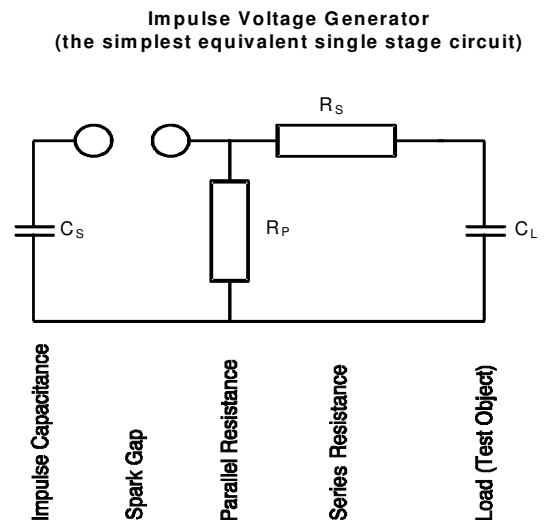 Impulse Voltage Generator
(the simplest equivalent single stage circuit)
RS
CS
RP
CL
Impulse Capacitance
Spark Gap
Parallel Resistance
Series Resistance
Load (Test Object)